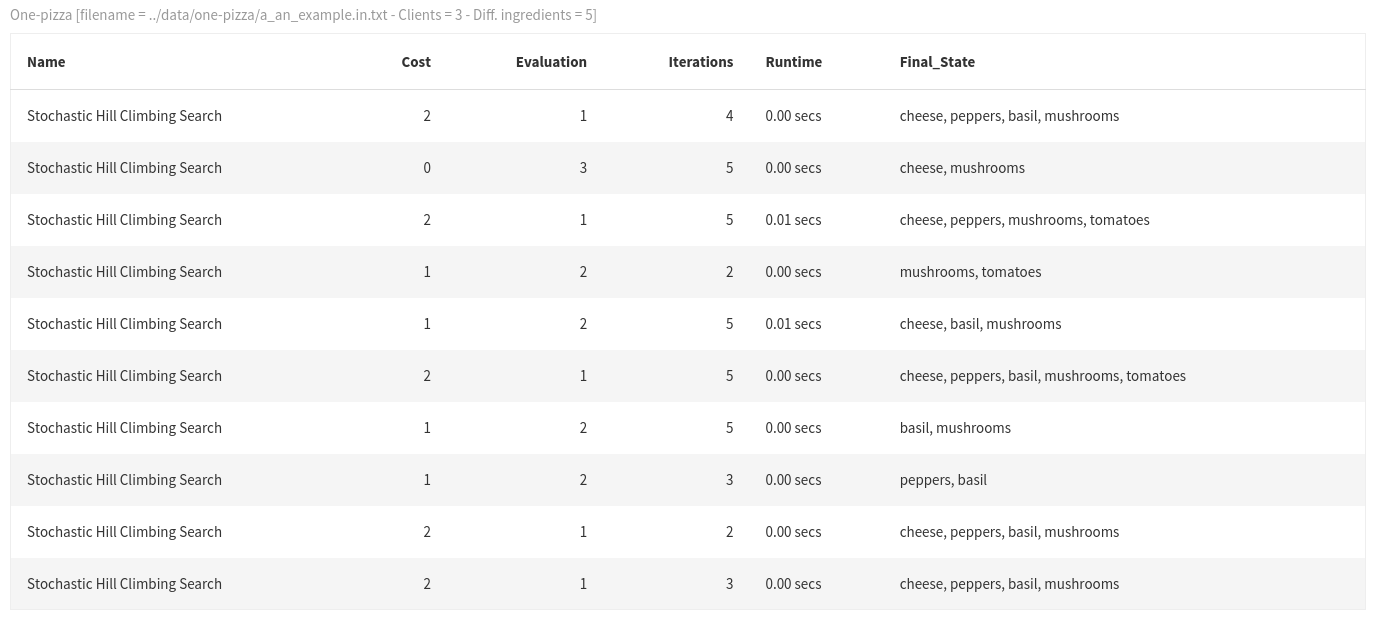 One-pizza [filename = ../data/one-pizza/a_an_example.in.txt - Clients = 3 - Diff. ingredients = 5]
Name Cost Evaluation Iterations Runtime Final_State
Stochastic Hill Climbing Search 2 1 4 0.00 secs cheese, peppers, basil, mushrooms
Stochastic Hill Climbing Search 0 3 5 0.00 secs cheese, mushrooms
Stochastic Hill Climbing Search 2 1 5 0.01 secs cheese, peppers, mushrooms, tomatoes
Stochastic Hill Climbing Search 1 2 2 0.00 secs mushrooms, tomatoes
Stochastic Hill Climbing Search 1 2 5 0.01 secs cheese, basil, mushrooms
Stochastic Hill Climbing Search 2 1 5 0.00 secs cheese, peppers, basil, mushrooms, tomatoes
Stochastic Hill Climbing Search 1 2 5 0.00 secs basil, mushrooms
Stochastic Hill Climbing Search 1 2 3 0.00 secs peppers, basil
Stochastic Hill Climbing Search 2 1 2 0.00 secs cheese, peppers, basil, mushrooms
Stochastic Hill Climbing Search 2 1 3 0.00 secs cheese, peppers, basil, mushrooms